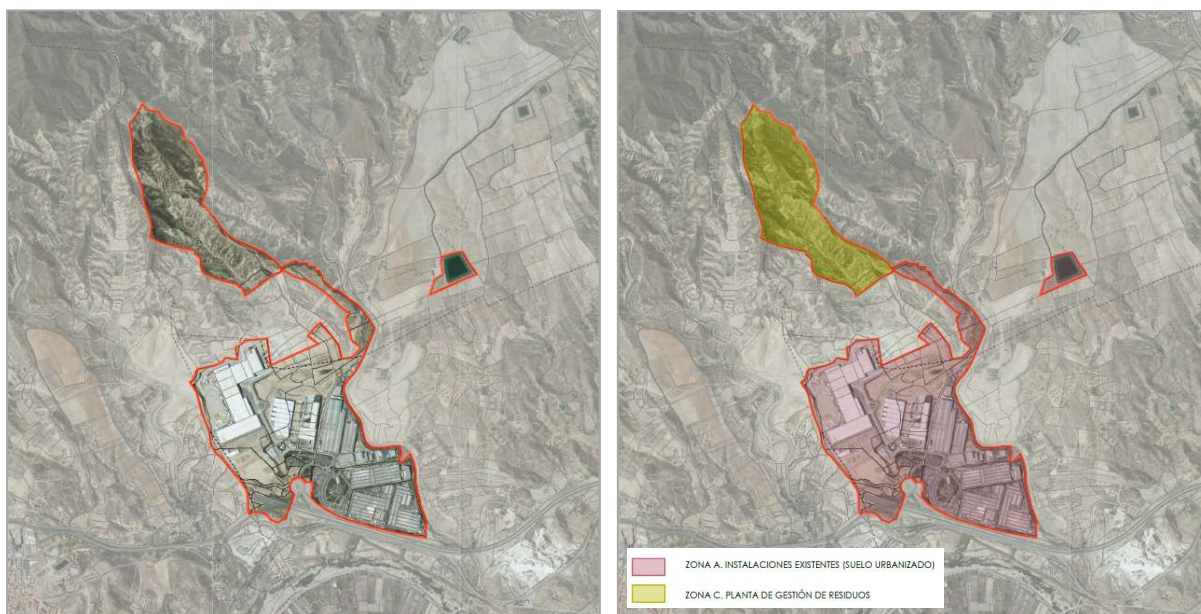 ZONA A. INSTALACIONES EXISTENTES (SUELO URBANIZADO)
ZONA C. PLANTA DE GESTIÓN DE RESIDUOS